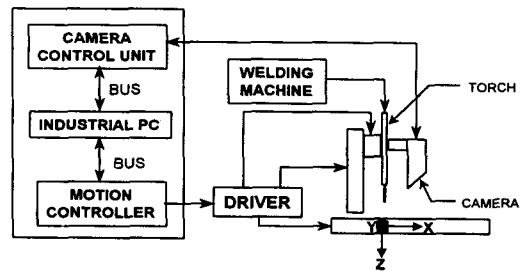 CAMERA
CONTROL UNIT
BUS
INDUSTRIAL PC
BUS
MOTION
CONTROLLER
WELDING
MACHINE
DRIVER
TORCH
CAMERA
Y
X
Z